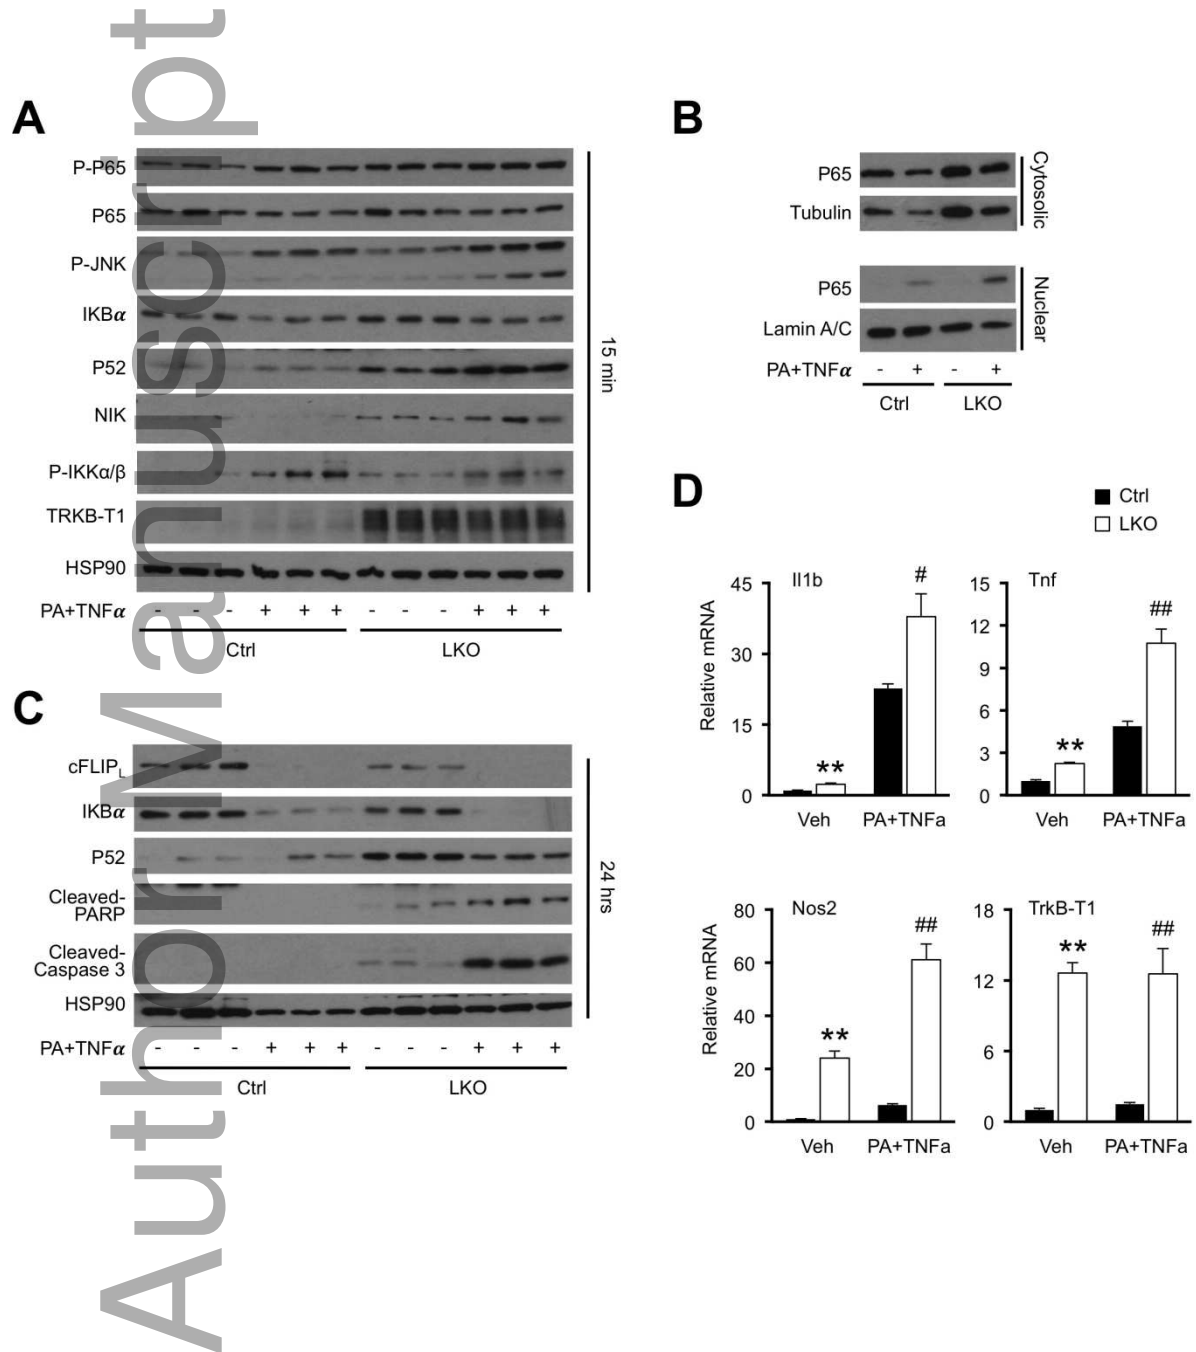 Author Manuscript
A
P-P65
P65
P-JNK
IKBα
P52
NIK
P-IKKα/β
TRKB-T1
HSP90
PA+TNFα - - - + + + - - - + + +
Ctrl LKO
15 min
B
P65
Tubulin
Cytosolic
P65
Lamin A/C
Nuclear
PA+TNFα - + - +
Ctrl LKO
C
cFLIPL
IKBα
P52
Cleaved-
PARP
Cleaved-
Caspase 3
HSP90
PA+TNFα - - - + + + - - - + + +
Ctrl LKO
24 hrs
D
Ctrl
LKO
Il1b
Relative mRNA
45
30
15
0
**
#
Veh PA+TNFa
Tnf
15
12
9
6
3
0
**
##
Veh PA+TNFa
Nos2
Relative mRNA
80
60
40
20
0
**
##
Veh PA+TNFa
TrkB-T1
18
12
6
0
**
##
Veh PA+TNFa